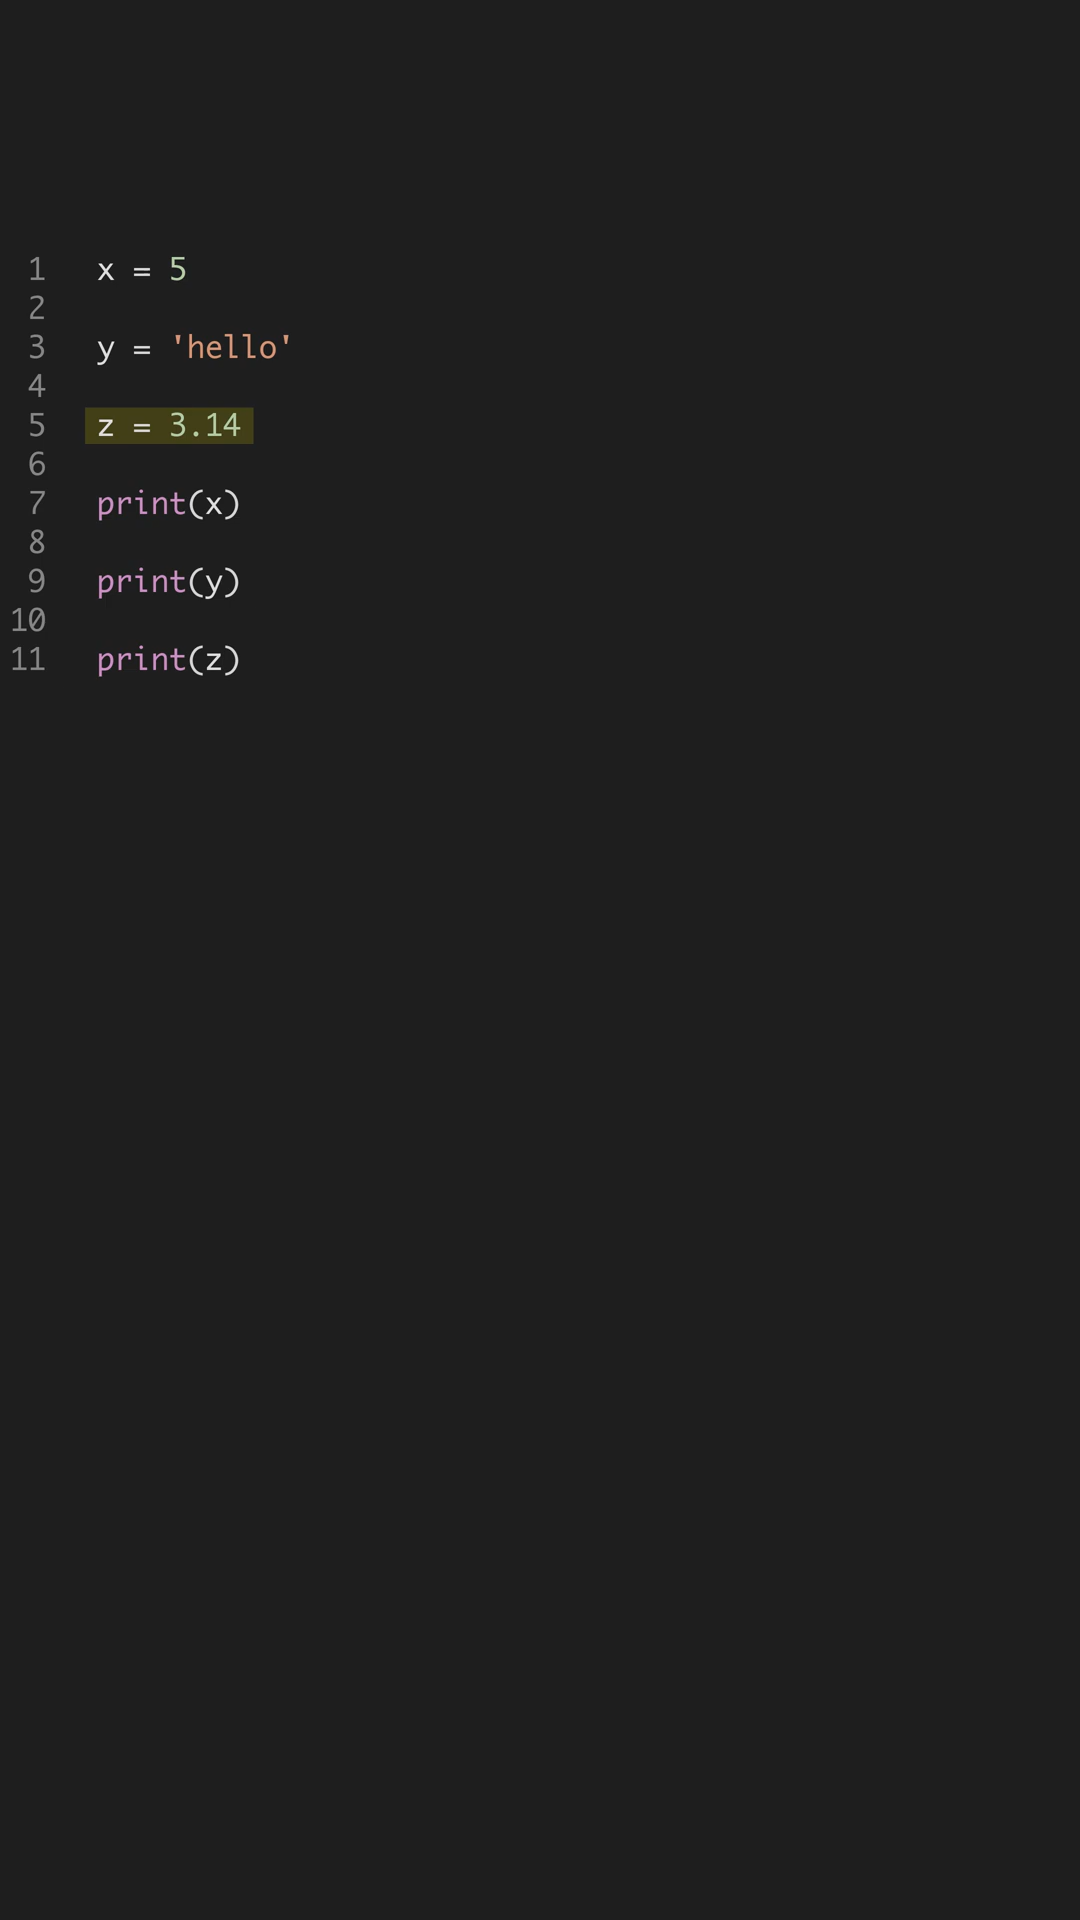 1 x = 5
2
3 y = 'hello'
4
5 z = 3.14
6
7 print(x)
8
9 print(y)
10
11 print(z)